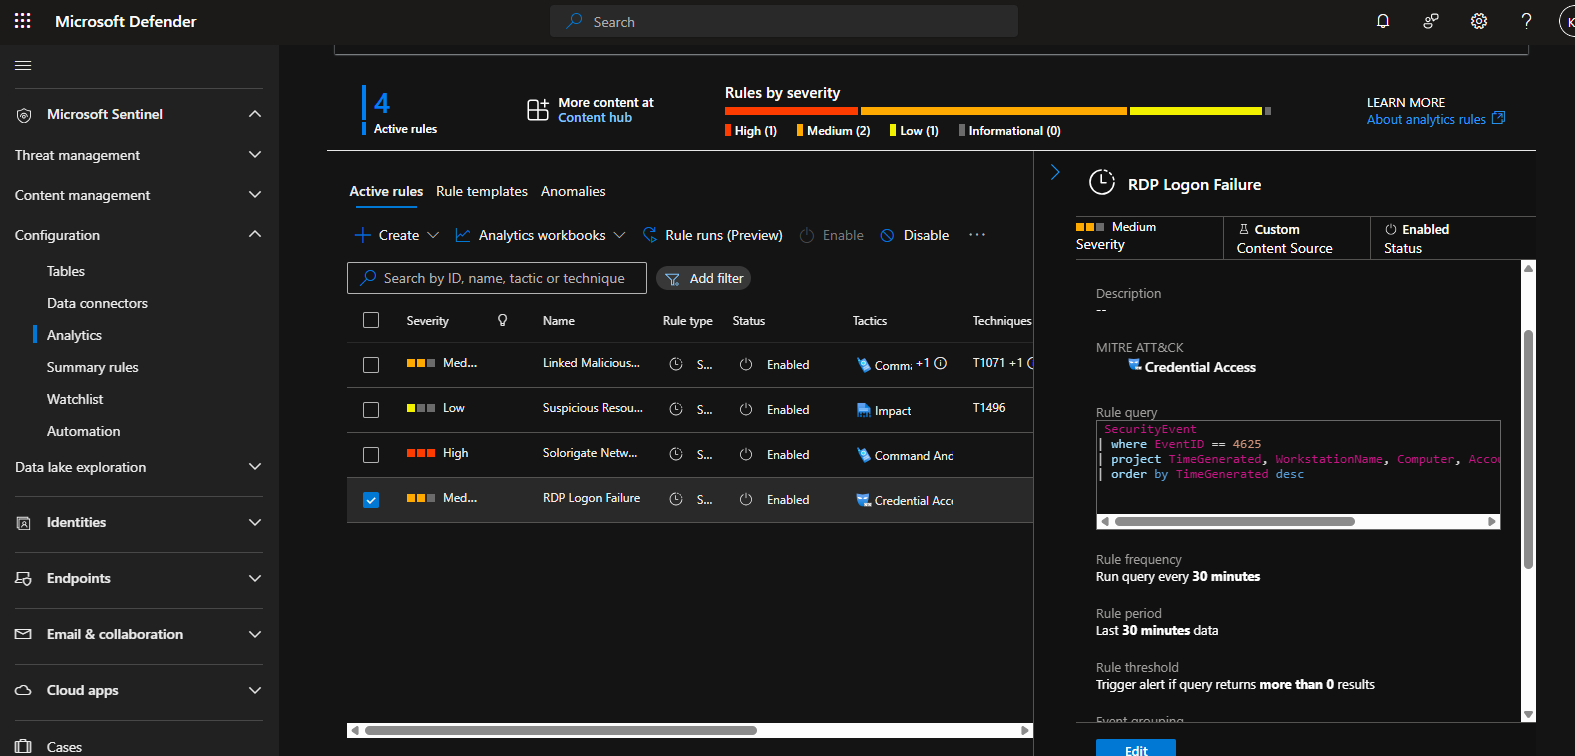 Microsoft Defender
Search
K
Microsoft Sentinel
Threat management
Content management
Configuration
Tables
Data connectors
Analytics
Summary rules
Watchlist
Automation
Data lake exploration
Identities
Endpoints
Email & collaboration
Cloud apps
Cases
4
Active rules
More content at
Content hub
Rules by severity
High (1) Medium (2) Low (1) Informational (0)
LEARN MORE
About analytics rules
Active rules Rule templates Anomalies
Create Analytics workbooks Rule runs (Preview) Enable Disable ...
Search by ID, name, tactic or technique Add filter
Severity Name Rule type Status Tactics Techniques
Med... Linked Malicious... S... Enabled Comma +1 T1071 +1
Low Suspicious Resou... S... Enabled Impact T1496
High Solorigate Netw... S... Enabled Command Anc
Med... RDP Logon Failure S... Enabled Credential Acc
RDP Logon Failure
Medium
Severity
Custom
Content Source
Enabled
Status
Description
--
MITRE ATT&CK
Credential Access
Rule query
SecurityEvent
| where EventID == 4625
| project TimeGenerated, WorkstationName, Computer, Accou
| order by TimeGenerated desc
Rule frequency
Run query every 30 minutes
Rule period
Last 30 minutes data
Rule threshold
Trigger alert if query returns more than 0 results
Event grouping
Edit